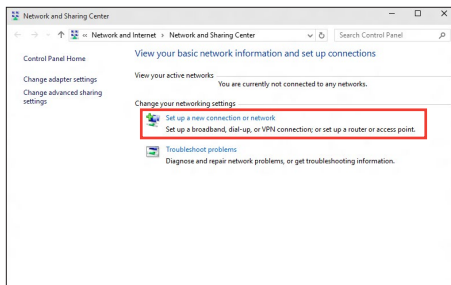 Network and Sharing Center
« Network and Internet > Network and Sharing Center
Search Control Panel
Control Panel Home
Change adapter settings
Change advanced sharing
settings
View your basic network information and set up connections
View your active networks
You are currently not connected to any networks.
Change your networking settings
Set up a new connection or network
Set up a broadband, dial-up, or VPN connection; or set up a router or access point.
Troubleshoot problems
Diagnose and repair network problems, or get troubleshooting information.